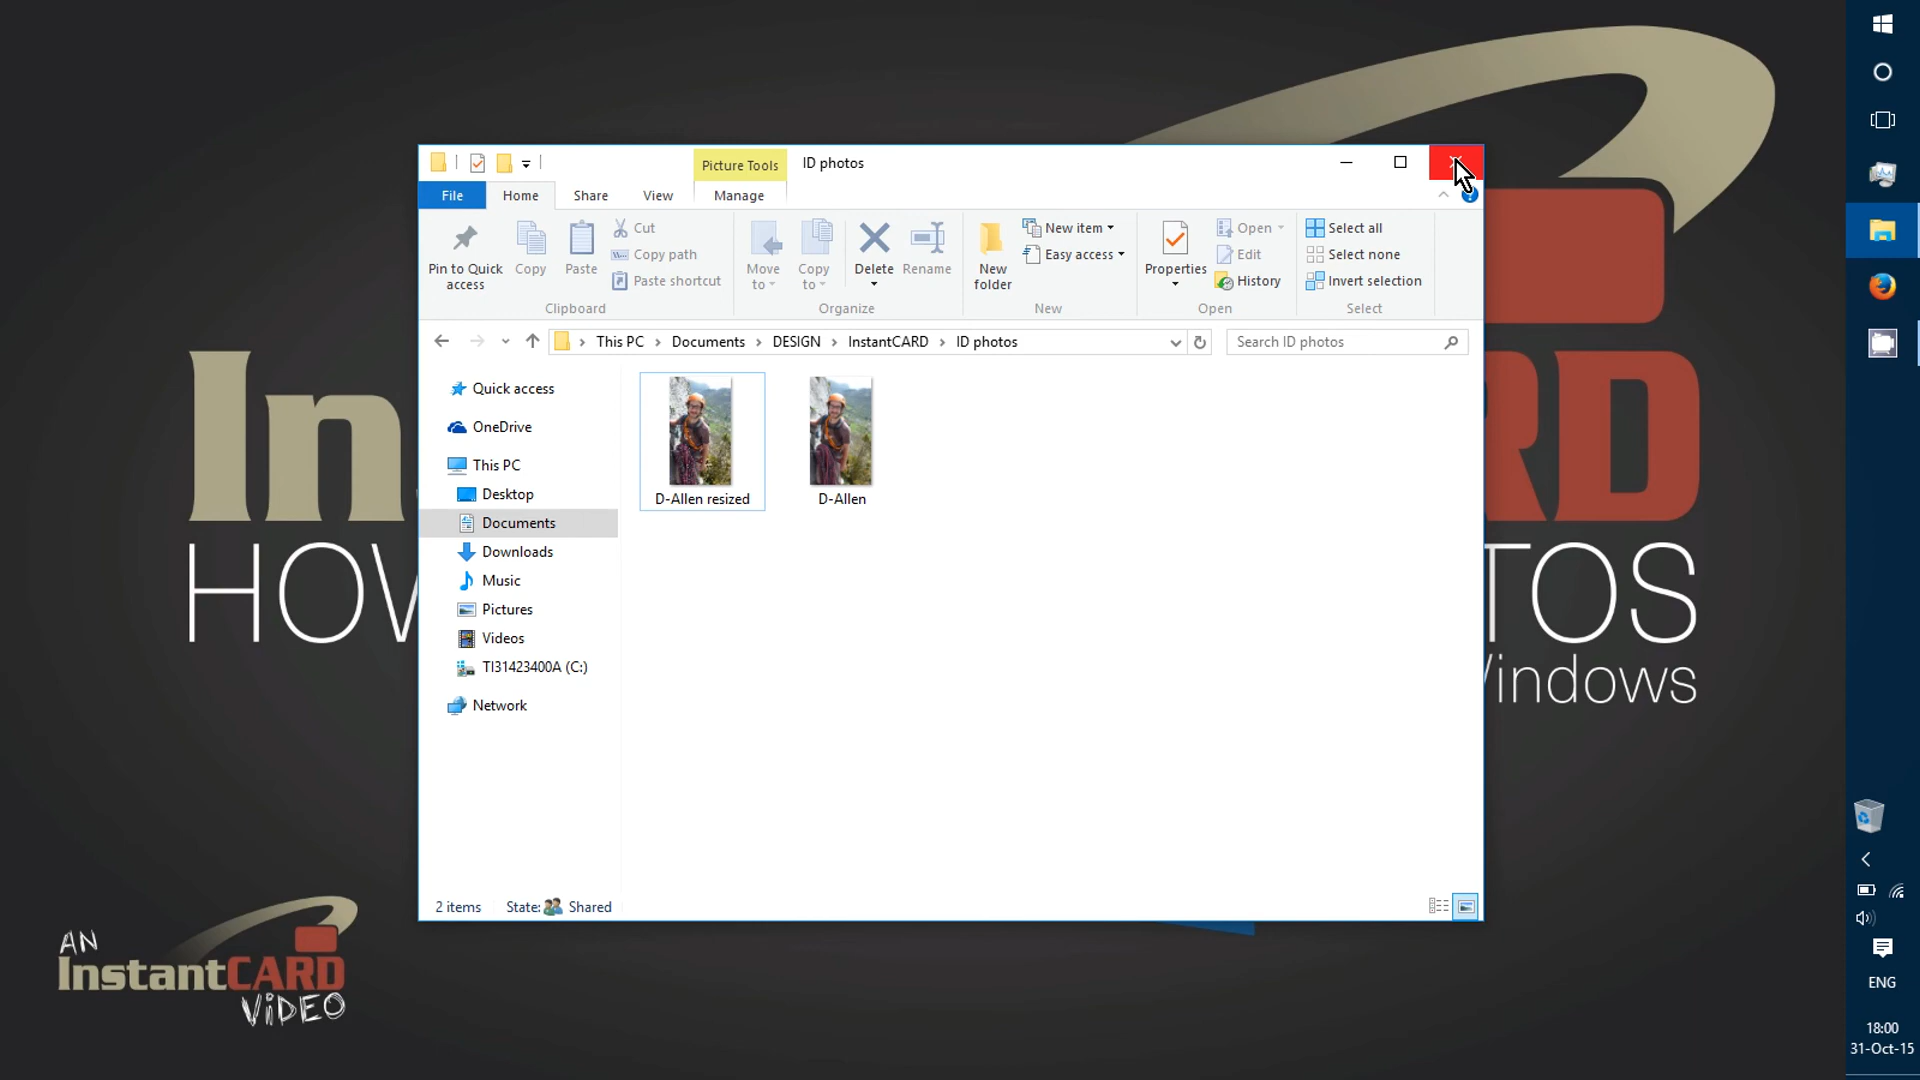 Picture Tools ID photos
File Home Share View Manage
Pin to Quick access
Copy
Paste
Cut
Copy path
Paste shortcut
Clipboard
Move to
Copy to
Delete
Rename
Organize
New folder
New item
Easy access
New
Properties
Open
Edit
History
Open
Select all
Select none
Invert selection
Select
This PC Documents DESIGN InstantCARD ID photos
Search ID photos
Quick access
OneDrive
This PC
Desktop
Documents
Downloads
Music
Pictures
Videos
TI31423400A (C:)
Network
D-Allen resized
D-Allen
2 items State: Shared
In RD
HOW TOS
Windows
AN
InstantCARD
ViDEO
ENG
18:00
31-Oct-15